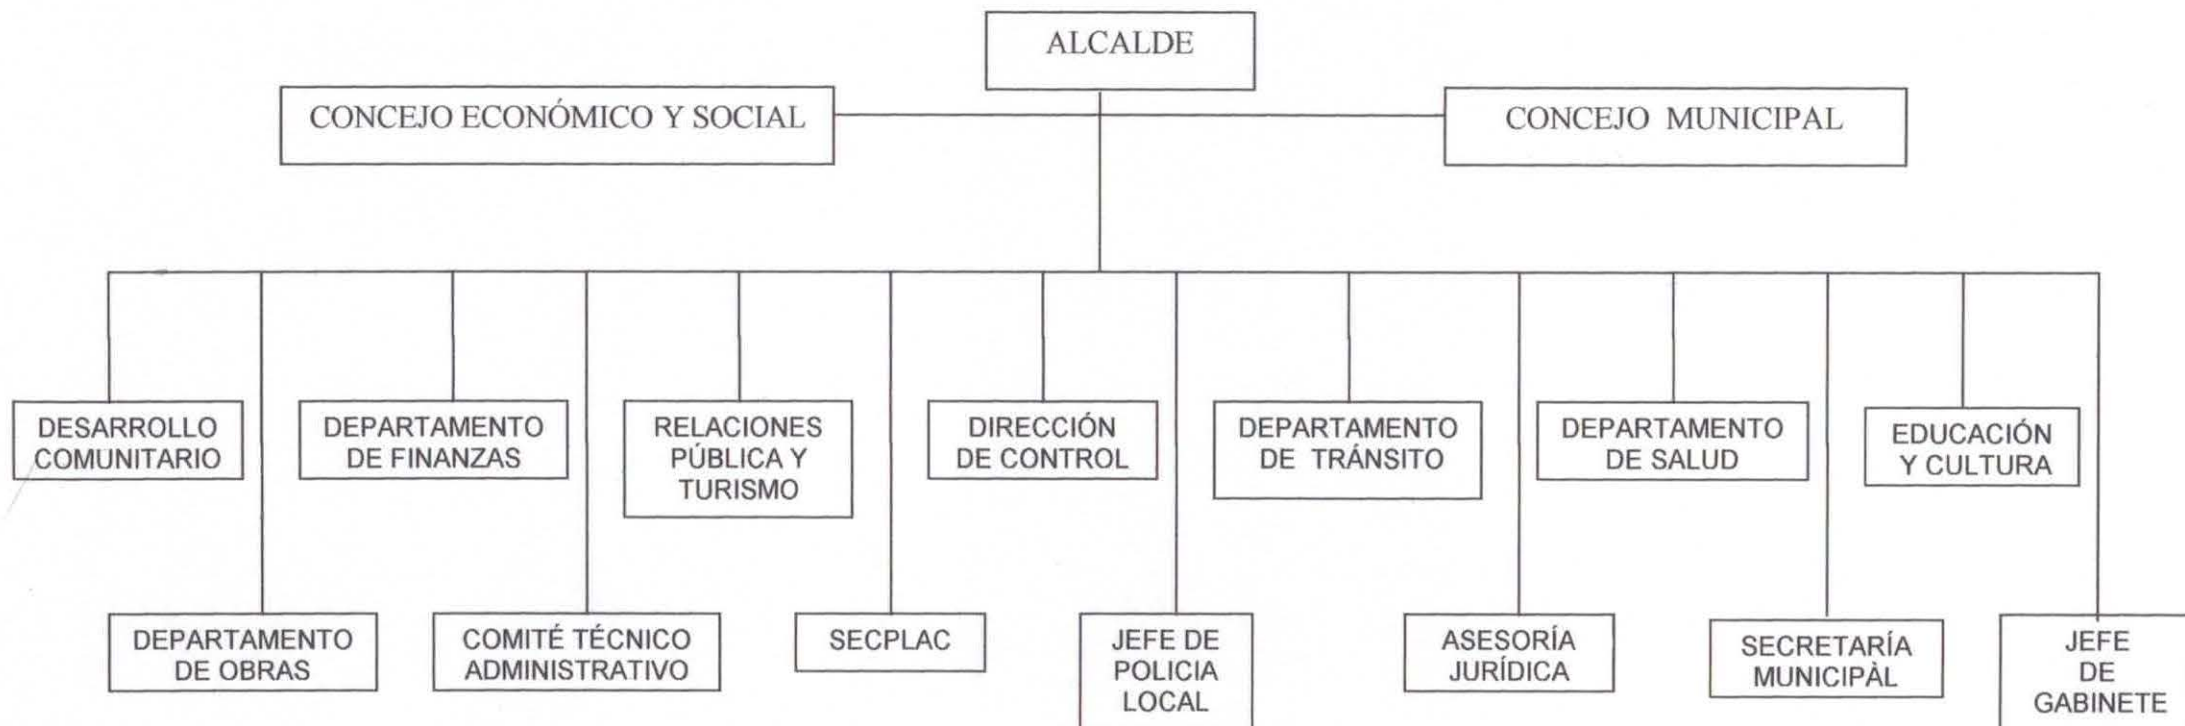 ALCALDE
CONCEJO ECONÓMICO Y SOCIAL
CONCEJO MUNICIPAL
DESARROLLO
COMUNITARIO
DEPARTAMENTO
DE FINANZAS
RELACIONES
PÚBLICA Y
TURISMO
DIRECCIÓN
DE CONTROL
DEPARTAMENTO
DE TRÁNSITO
DEPARTAMENTO
DE SALUD
EDUCACIÓN
Y CULTURA
DEPARTAMENTO
DE OBRAS
COMITÉ TÉCNICO
ADMINISTRATIVO
SECPLAC
JEFE DE
POLICIA
LOCAL
ASESORÍA
JURÍDICA
SECRETARÍA
MUNICIPÀL
JEFE
DE
GABINETE